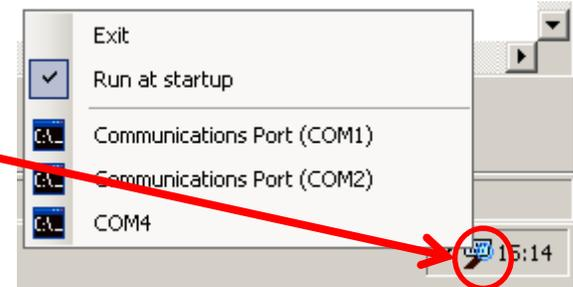 Exit
Run at startup
Communications Port (COM1)
Communications Port (COM2)
COM4
15:14